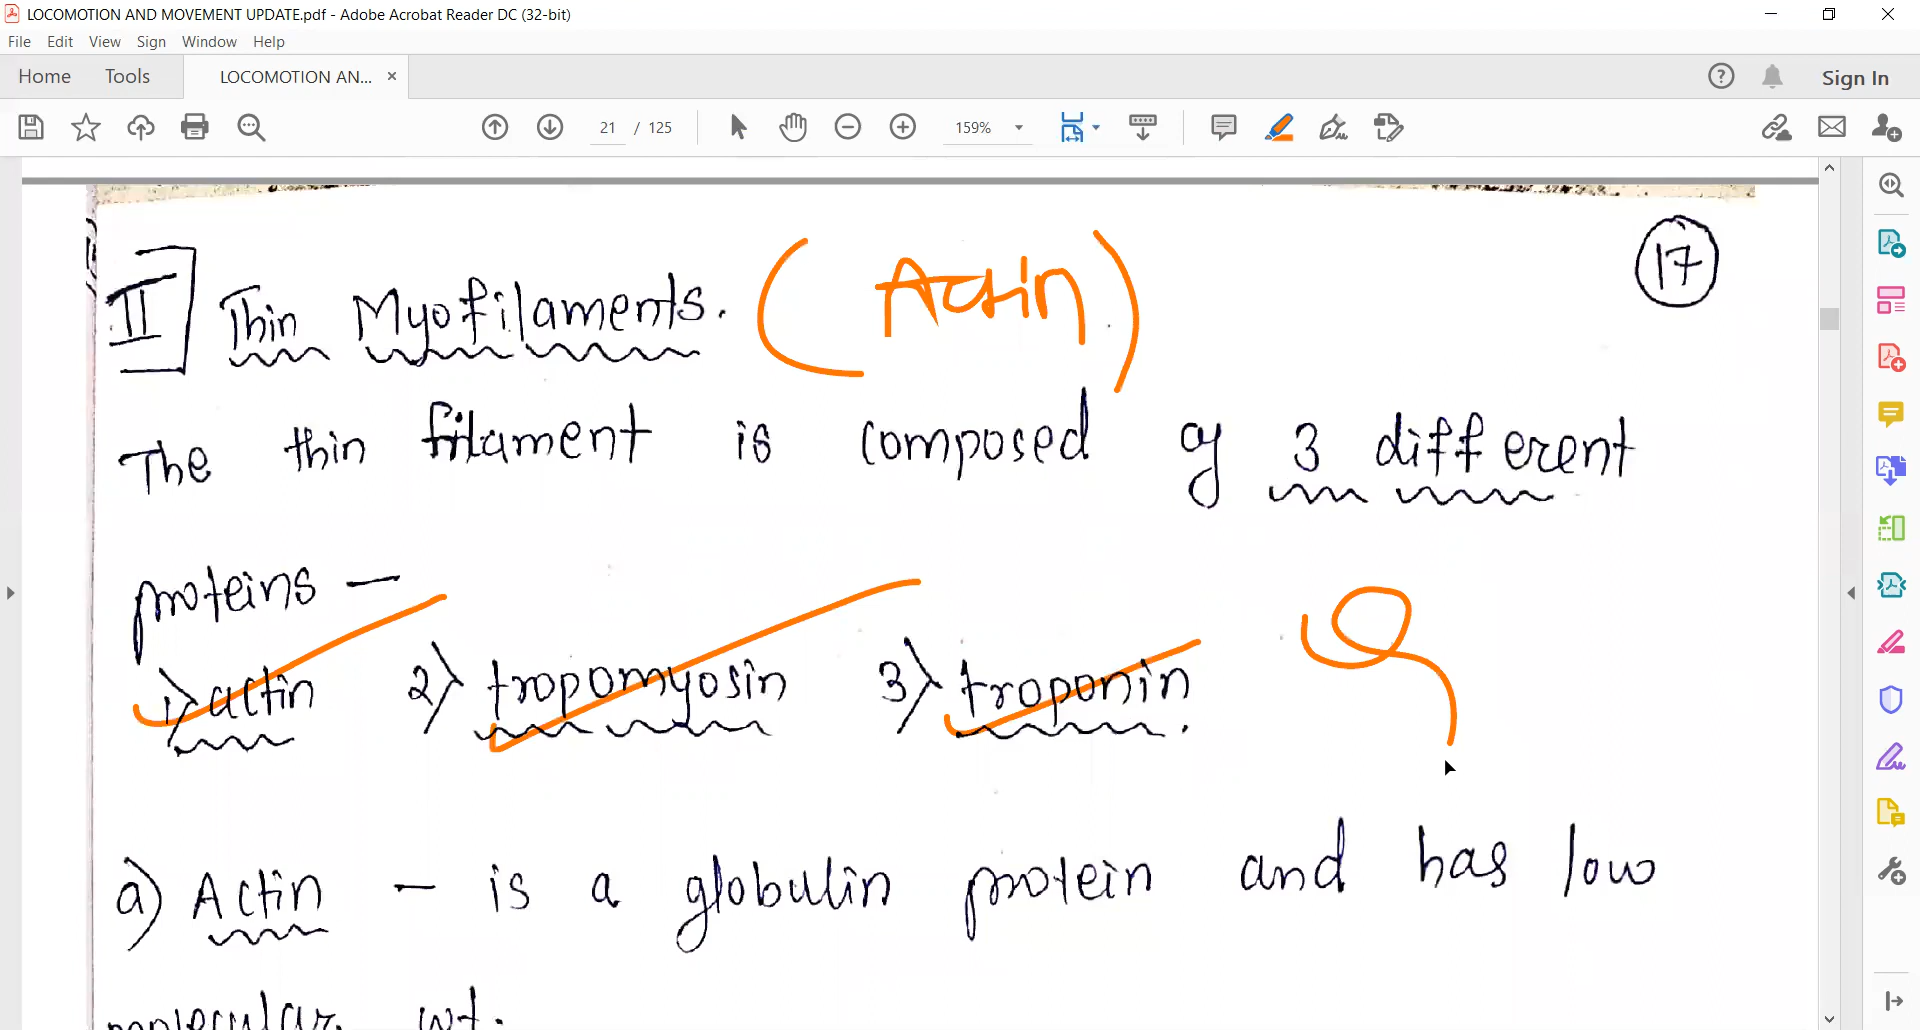 LOCOMOTION AND MOVEMENT UPDATE.pdf - Adobe Acrobat Reader DC (32-bit)
File Edit View Sign Window Help
Home Tools LOCOMOTION AN... ×
Sign In
21 / 125 159%
17
II Thin Myofilaments. (Actin)
The thin filament is composed of 3 different
proteins —
1) actin 2) tropomyosin 3) troponin.
a) Actin — is a globulin protein and has low
molecular wt.